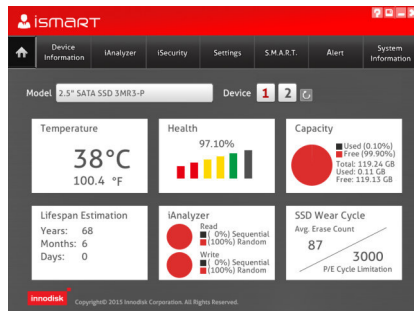 ismart
Device Information
iAnalyzer
iSecurity
Settings
S.M.A.R.T.
Alert
System Information
Model 2.5" SATA SSD 3MR3-P
Device 1 2
Temperature
38°C
100.4 °F
Health
97.10%
Capacity
Used (0.10%)
Free (99.90%)
Total: 119.24 GB
Used: 0.11 GB
Free: 119.13 GB
Lifespan Estimation
Years: 68
Months: 6
Days: 0
iAnalyzer
Read
( 0%) Sequential
(100%) Random
Write
( 0%) Sequential
(100%) Random
SSD Wear Cycle
Avg. Erase Count
87
3000
P/E Cycle Limitation
innodisk
Copyright© 2015 Innodisk Corporation. All Rights Reserved.